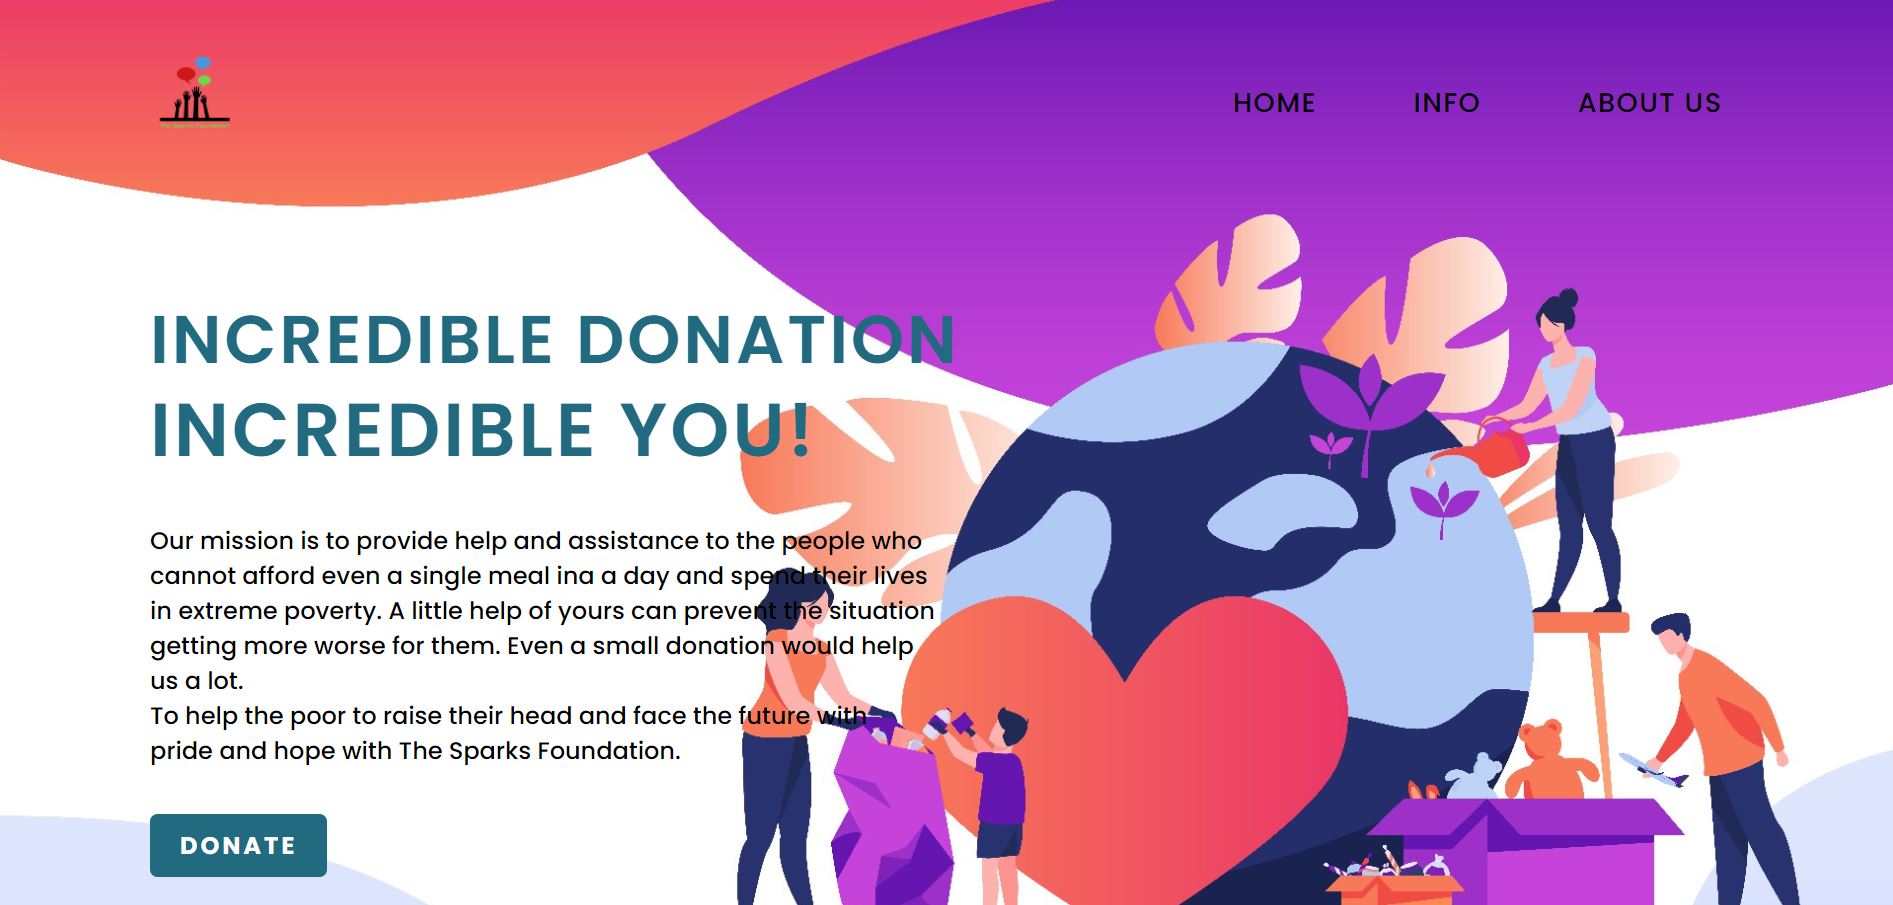 The Sparks Foundation
HOME INFO ABOUT US
INCREDIBLE DONATION
INCREDIBLE YOU!
Our mission is to provide help and assistance to the people who
cannot afford even a single meal ina a day and spend their lives
in extreme poverty. A little help of yours can prevent the situation
getting more worse for them. Even a small donation would help
us a lot.
To help the poor to raise their head and face the future with
pride and hope with The Sparks Foundation.
DONATE